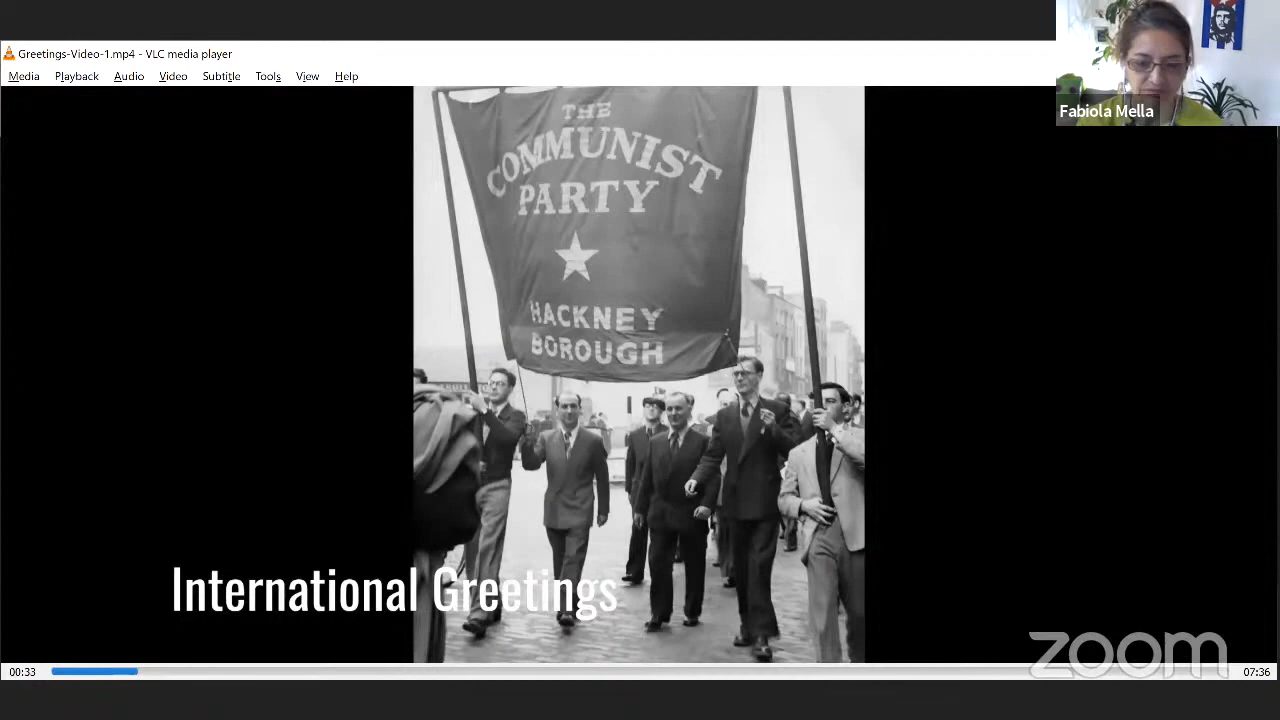 Greetings-Video-1.mp4 - VLC media player
Media Playback Audio Video Subtitle Tools View Help
Fabiola Mella
THE
COMMUNIST
PARTY
HACKNEY
BOROUGH
International Greetings
zoom
00:33
07:36